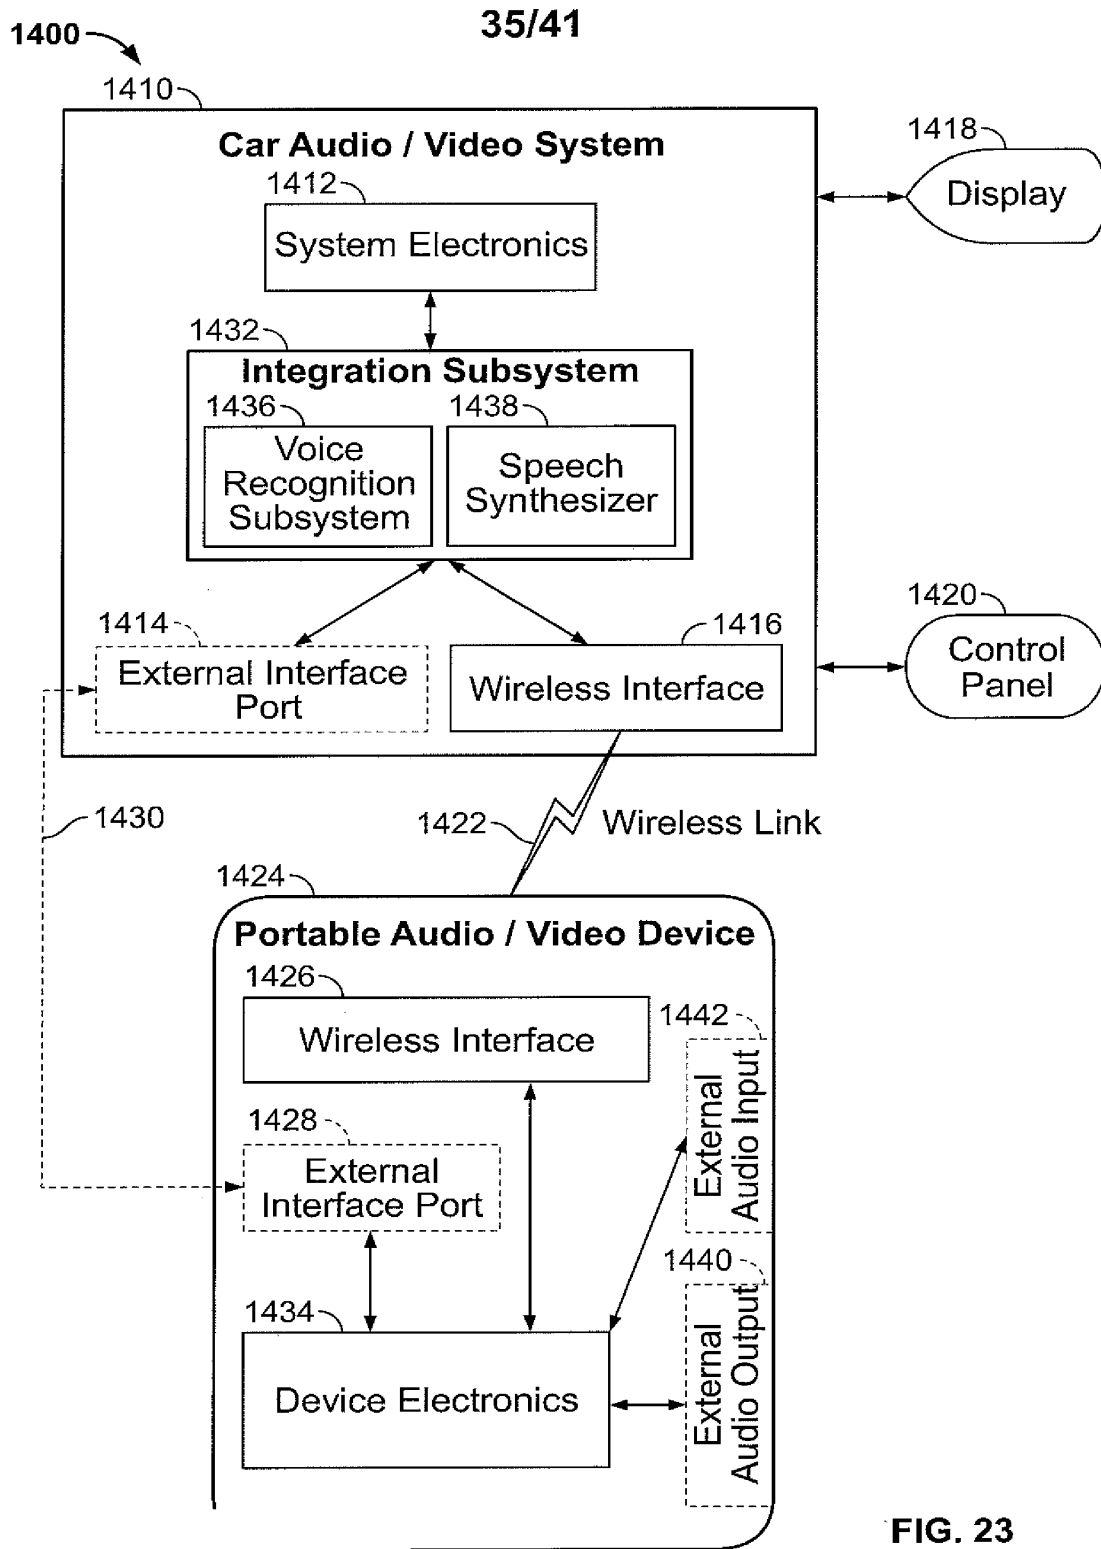 35/41
1400
1410
Car Audio / Video System
1412
System Electronics
1432
Integration Subsystem
1436
Voice
Recognition
Subsystem
1438
Speech
Synthesizer
1414
External Interface
Port
1416
Wireless Interface
1418
Display
1420
Control
Panel
1430
1422
Wireless Link
1424
Portable Audio / Video Device
1426
Wireless Interface
1442
External
Audio Input
1428
External
Interface Port
1440
External
Audio Output
1434
Device Electronics
FIG. 23